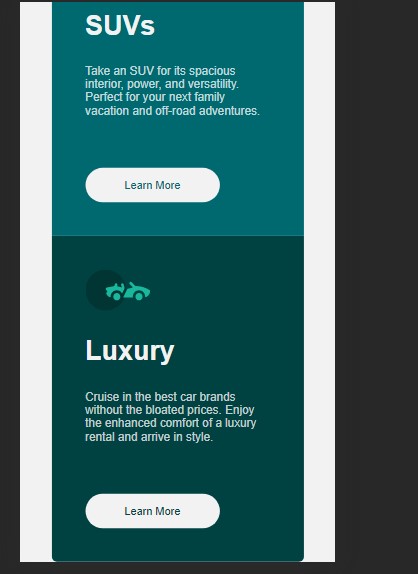 SUVs
Take an SUV for its spacious
interior, power, and versatility.
Perfect for your next family
vacation and off-road adventures.
Learn More
Luxury
Cruise in the best car brands
without the bloated prices. Enjoy
the enhanced comfort of a luxury
rental and arrive in style.
Learn More